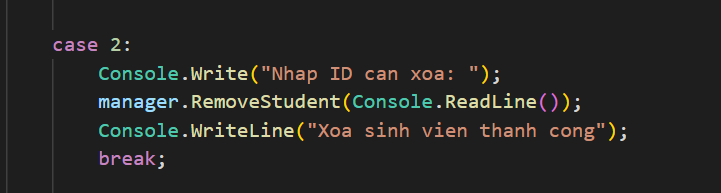 case 2:
Console.Write("Nhap ID can xoa: ");
manager.RemoveStudent(Console.ReadLine());
Console.WriteLine("Xoa sinh vien thanh cong");
break;